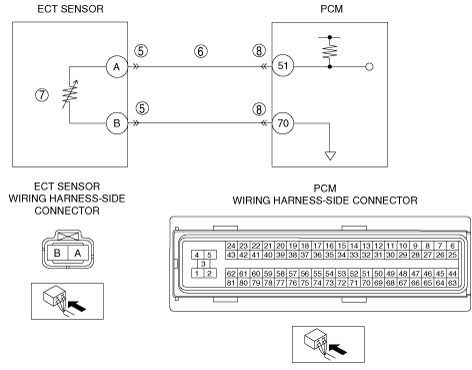 ECT SENSOR
PCM
5
6
8
A
51
7
5
8
B
70
ECT SENSOR
WIRING HARNESS-SIDE
CONNECTOR
PCM
WIRING HARNESS-SIDE CONNECTOR
B A
4 5
3
1 2
24 23 22 21 20 19 18 17 16 15 14 13 12 11 10 9 8 7 6
43 42 41 40 39 38 37 36 35 34 33 32 31 30 29 28 27 26 25
62 61 60 59 58 57 56 55 54 53 52 51 50 49 48 47 46 45 44
81 80 79 78 77 76 75 74 73 72 71 70 69 68 67 66 65 64 63